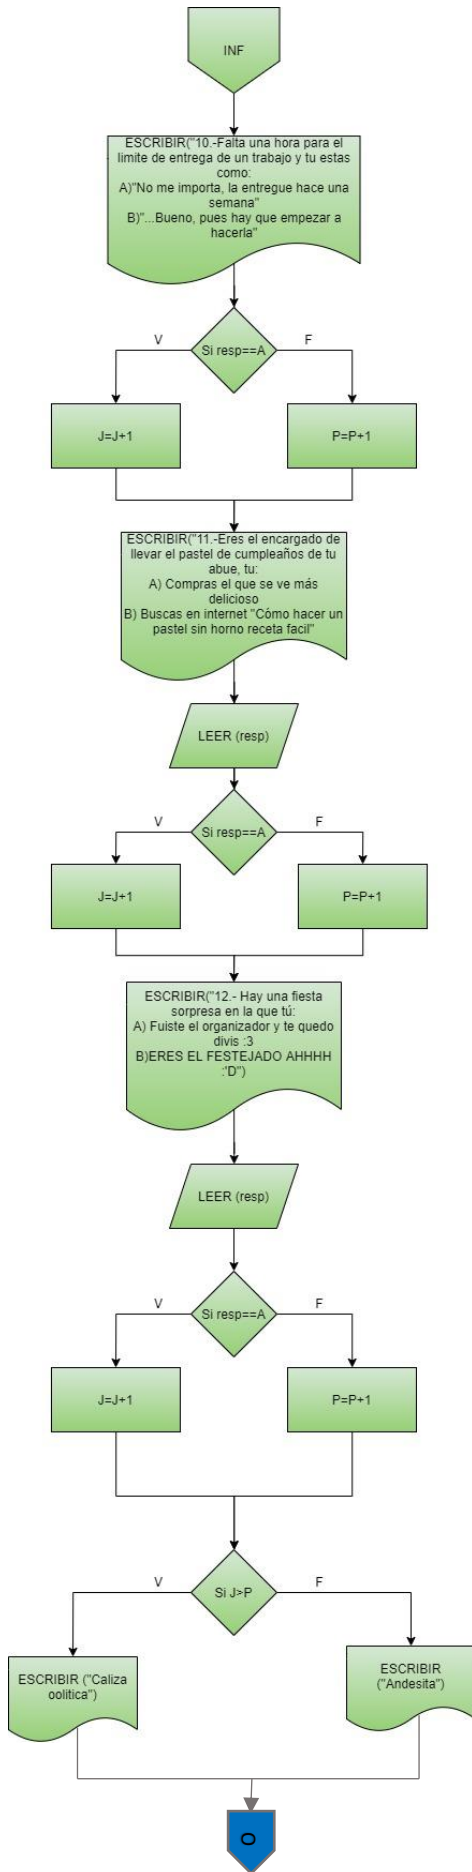 INF
ESCRIBIR("10.-Falta una hora para el
limite de entrega de un trabajo y tu estas
como:
A)"No me importa, la entregue hace una
semana"
B)"...Bueno, pues hay que empezar a
hacerla"
V
Si resp==A
F
J=J+1
P=P+1
ESCRIBIR("11.-Eres el encargado de
llevar el pastel de cumpleaños de tu
abue, tu:
A) Compras el que se ve más
delicioso
B) Buscas en internet "Cómo hacer un
pastel sin horno receta facil"
LEER (resp)
V
Si resp==A
F
J=J+1
P=P+1
ESCRIBIR("12.- Hay una fiesta
sorpresa en la que tú:
A) Fuiste el organizador y te quedo
divis :3
B)ERES EL FESTEJADO AHHHH
:'D")
LEER (resp)
V
Si resp==A
F
J=J+1
P=P+1
V
Si J>P
F
ESCRIBIR ("Caliza
oolitica")
ESCRIBIR
("Andesita")
O